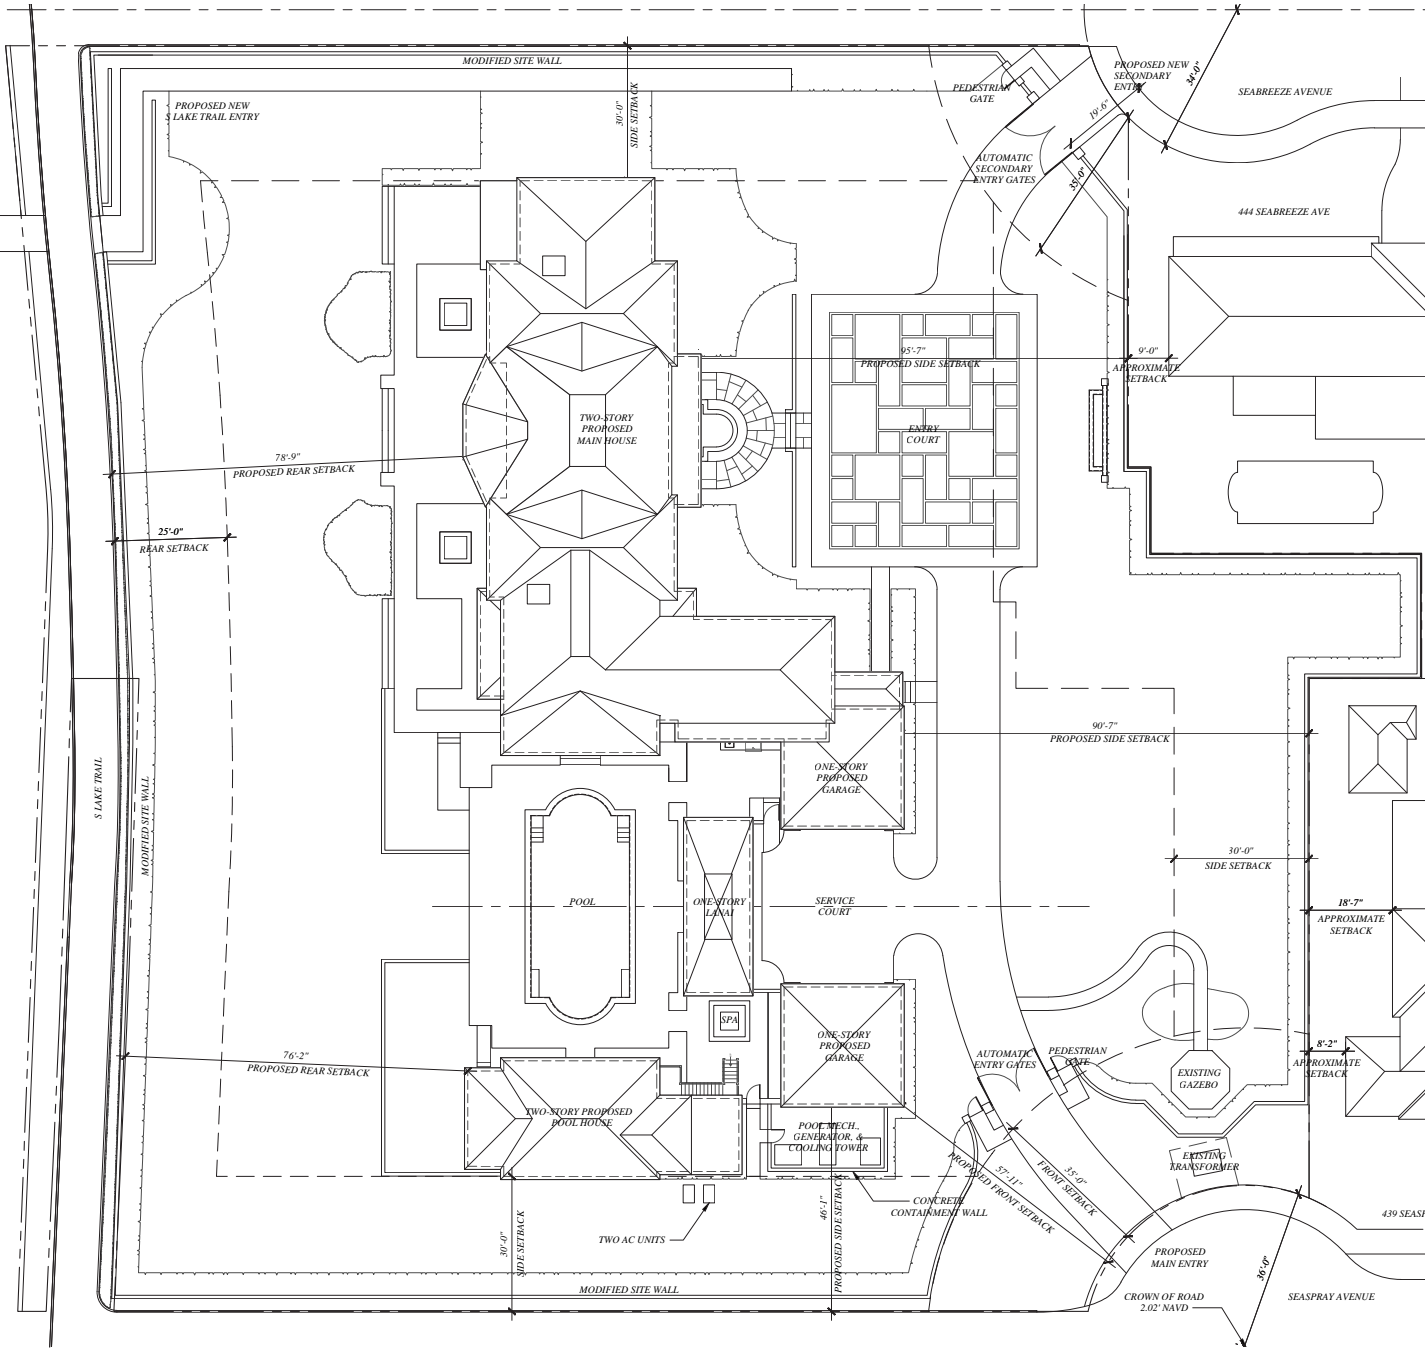 MODIFIED SITE WALL
PROPOSED NEW
S LAKE TRAIL ENTRY
30'-0"
SIDE SETBACK
PEDESTRIAN
GATE
PROPOSED NEW
SECONDARY
ENTRY
34'-0"
SEABREEZE AVENUE
19'-6"
AUTOMATIC
SECONDARY
ENTRY GATES
35'-0"
444 SEABREEZE AVE
95'-7"
PROPOSED SIDE SETBACK
9'-0"
APPROXIMATE
SETBACK
TWO-STORY
PROPOSED
MAIN HOUSE
ENTRY
COURT
78'-9"
PROPOSED REAR SETBACK
25'-0"
REAR SETBACK
90'-7"
PROPOSED SIDE SETBACK
ONE-STORY
PROPOSED
GARAGE
S LAKE TRAIL
MODIFIED SITE WALL
30'-0"
SIDE SETBACK
POOL
ONE-STORY
LANAI
SERVICE
COURT
18'-7"
APPROXIMATE
SETBACK
SPA
ONE-STORY
PROPOSED
GARAGE
76'-2"
PROPOSED REAR SETBACK
AUTOMATIC
ENTRY GATES
PEDESTRIAN
GATE
EXISTING
GAZEBO
8'-2"
APPROXIMATE
SETBACK
TWO-STORY PROPOSED
POOL HOUSE
POOL MECH.,
GENERATOR, &
COOLING TOWER
EXISTING
TRANSFORMER
57'-11"
PROPOSED FRONT SETBACK
35'-0"
FRONT SETBACK
CONCRETE
CONTAINMENT WALL
46'-1"
PROPOSED SIDE SETBACK
30'-0"
SIDE SETBACK
TWO AC UNITS
439 SEASP
PROPOSED
MAIN ENTRY
36'-0"
MODIFIED SITE WALL
CROWN OF ROAD
2.02' NAVD
SEASPRAY AVENUE